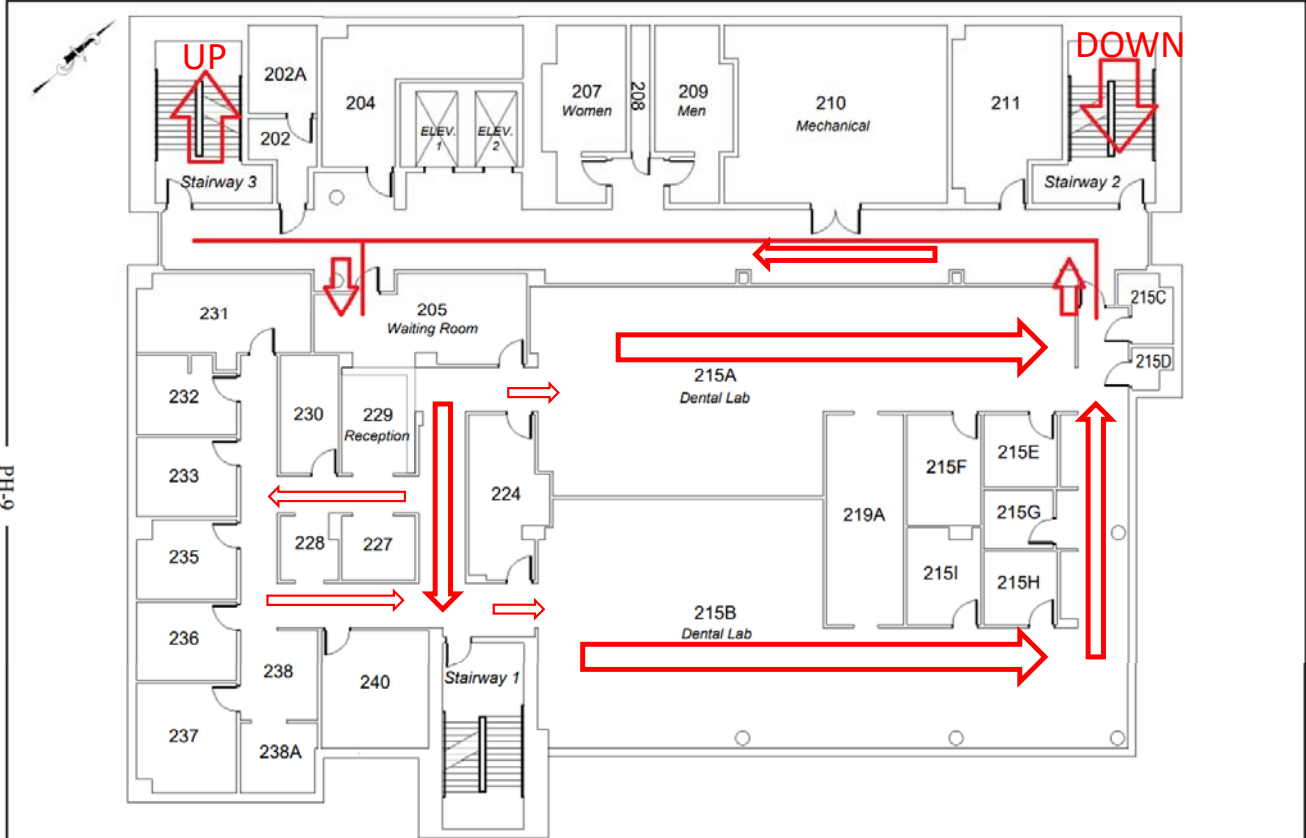 UP
DOWN
202A
204
207
Women
208
209
Men
210
Mechanical
211
ELEV.
1
ELEV.
2
202
Stairway 3
Stairway 2
231
205
Waiting Room
215C
215D
215A
Dental Lab
232
230
229
Reception
233
224
215F
215E
219A
215G
228
227
235
215I
215H
236
215B
Dental Lab
238
240
Stairway 1
237
238A
PH-9